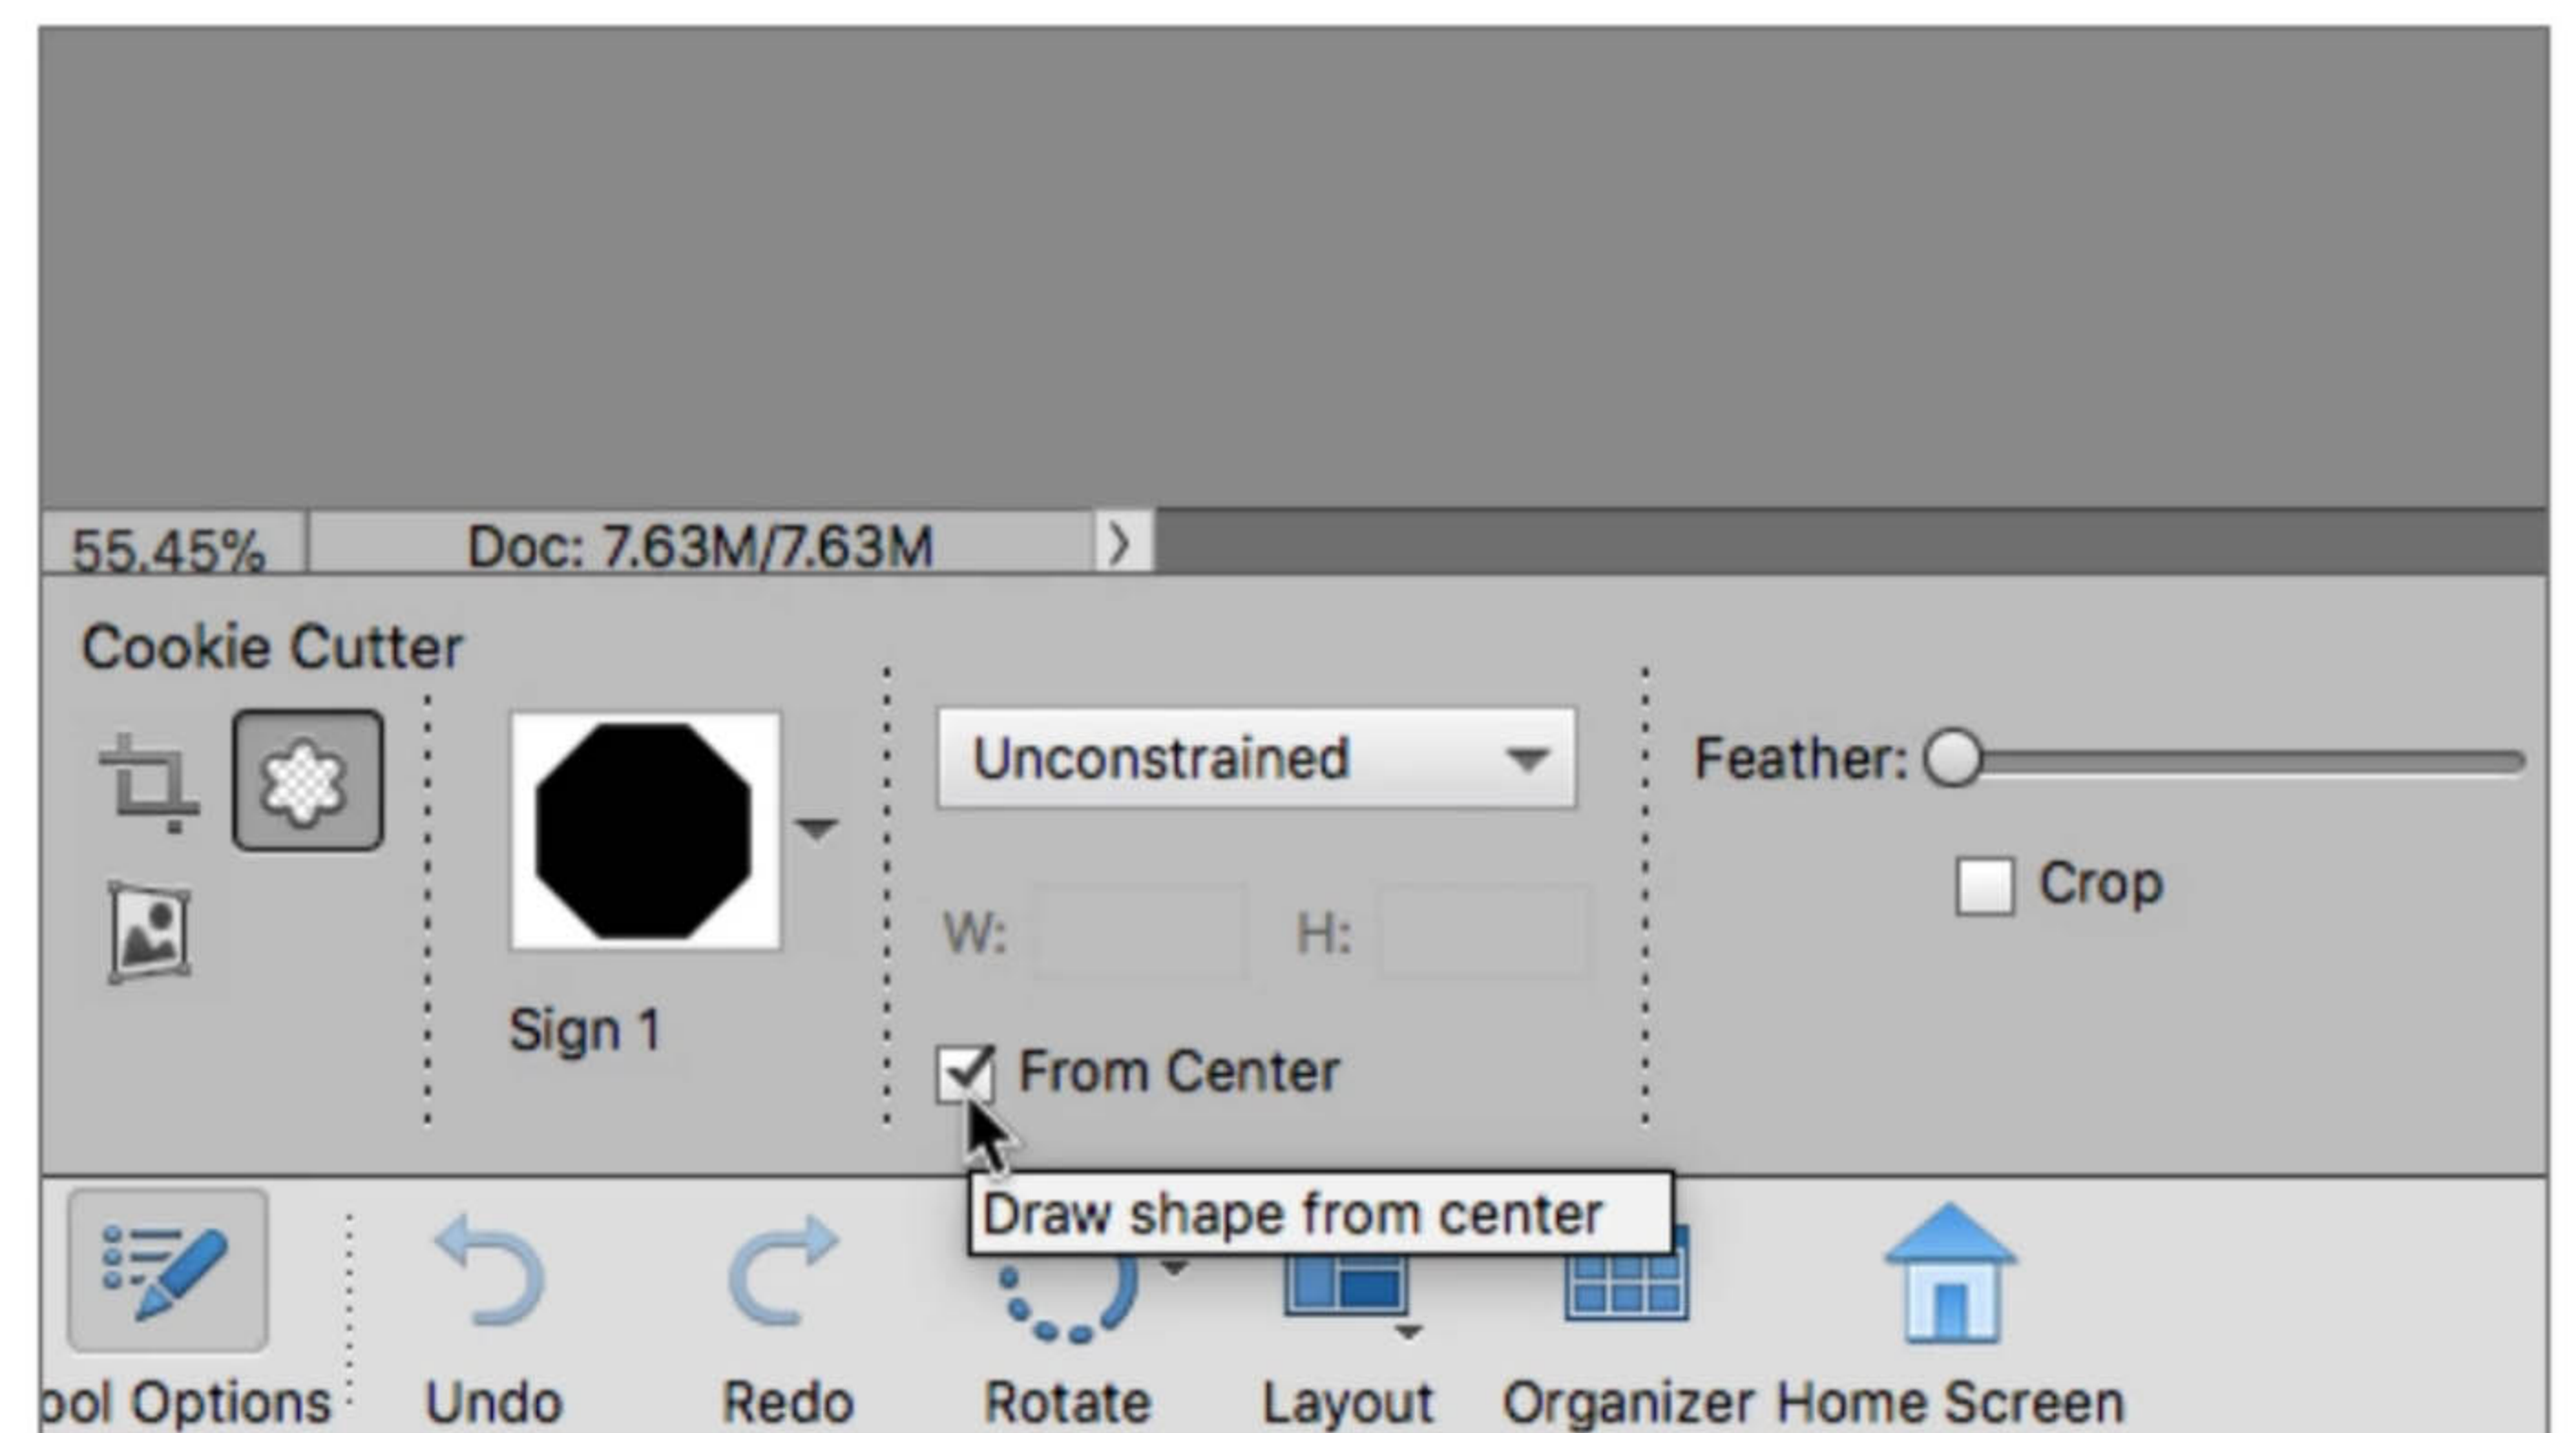 55.45%
Doc: 7.63M/7.63M
Cookie Cutter
Unconstrained
Feather:
Crop
W:
H:
Sign 1
From Center
Draw shape from center
ool Options
Undo
Redo
Rotate
Layout
Organizer
Home Screen